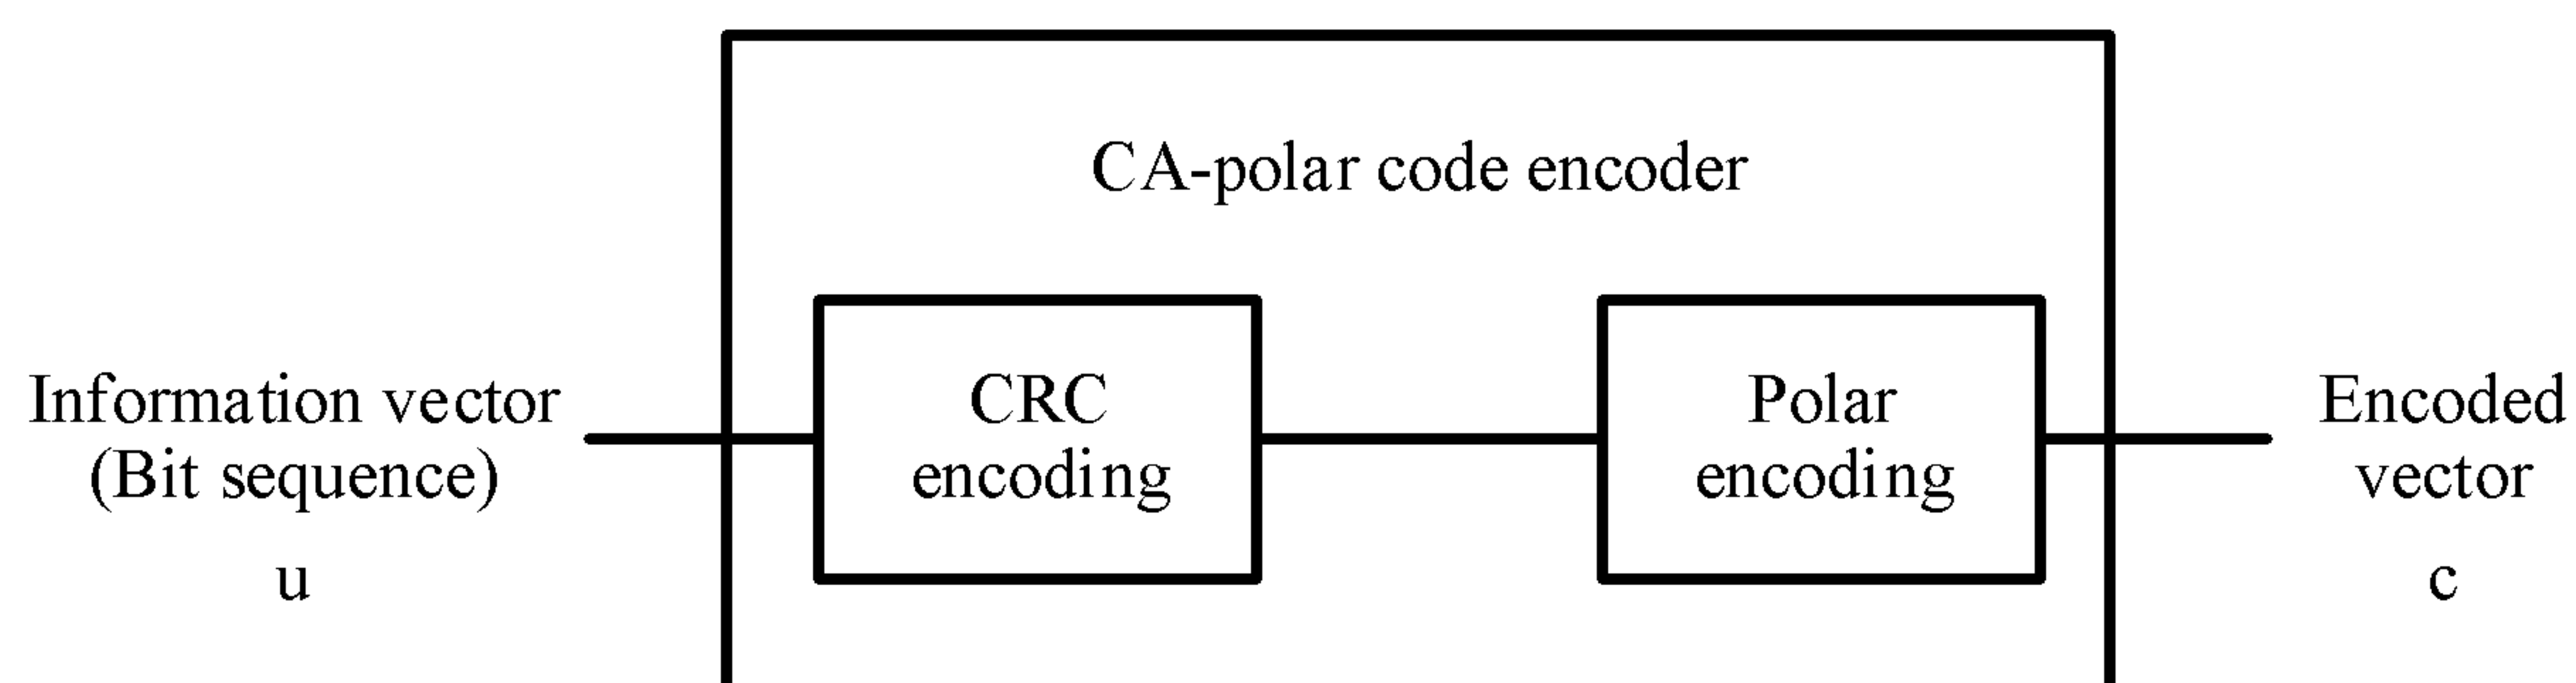 CA-polar code encoder
Information vector
(Bit sequence)
u
CRC
encoding
Polar
encoding
Encoded
vector
c